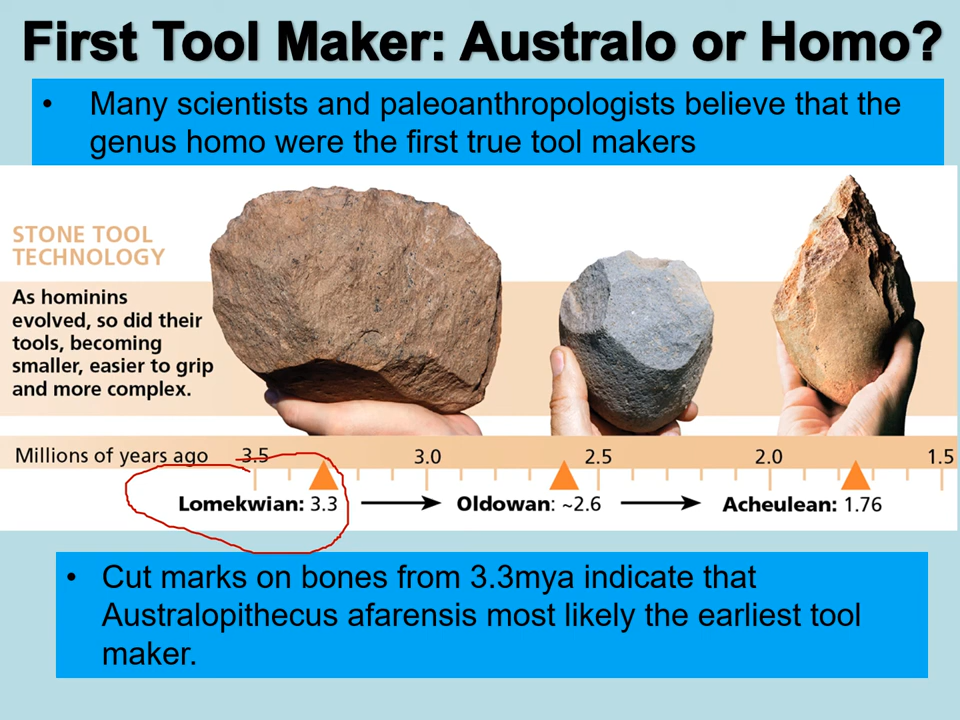 First Tool Maker: Australo or Homo?
• Many scientists and paleoanthropologists believe that the
genus homo were the first true tool makers
STONE TOOL
TECHNOLOGY
As hominins
evolved, so did their
tools, becoming
smaller, easier to grip
and more complex.
Millions of years ago 3.5 3.0 2.5 2.0 1.5
Lomekwian: 3.3 Oldowan: ~2.6 Acheulean: 1.76
• Cut marks on bones from 3.3mya indicate that
Australopithecus afarensis most likely the earliest tool
maker.